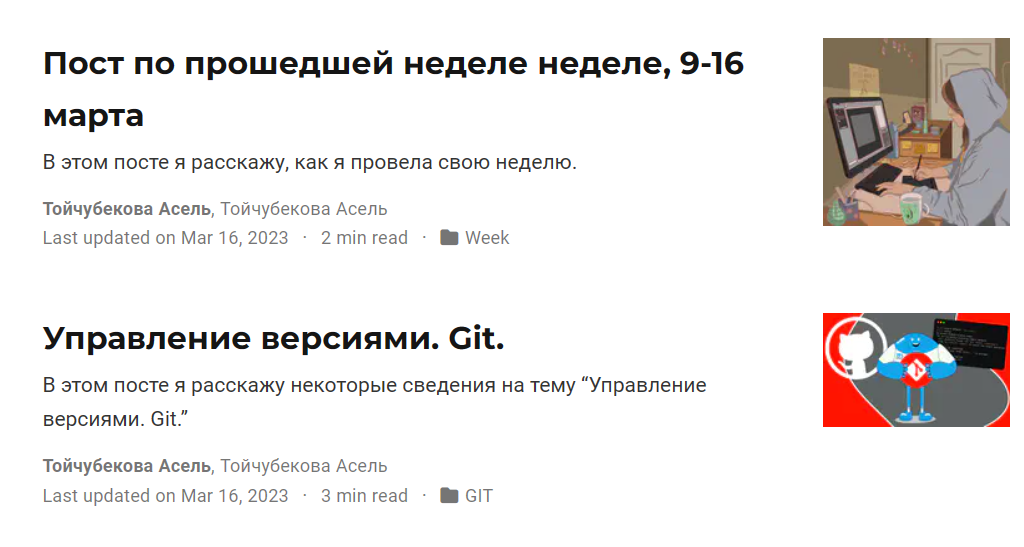 Пост по прошедшей неделе неделе, 9-16
марта
В этом посте я расскажу, как я провела свою неделю.
Тойчубекова Асель, Тойчубекова Асель
Last updated on Mar 16, 2023 · 2 min read · Week
Управление версиями. Git.
В этом посте я расскажу некоторые сведения на тему “Управление
версиями. Git.”
Тойчубекова Асель, Тойчубекова Асель
Last updated on Mar 16, 2023 · 3 min read · GIT